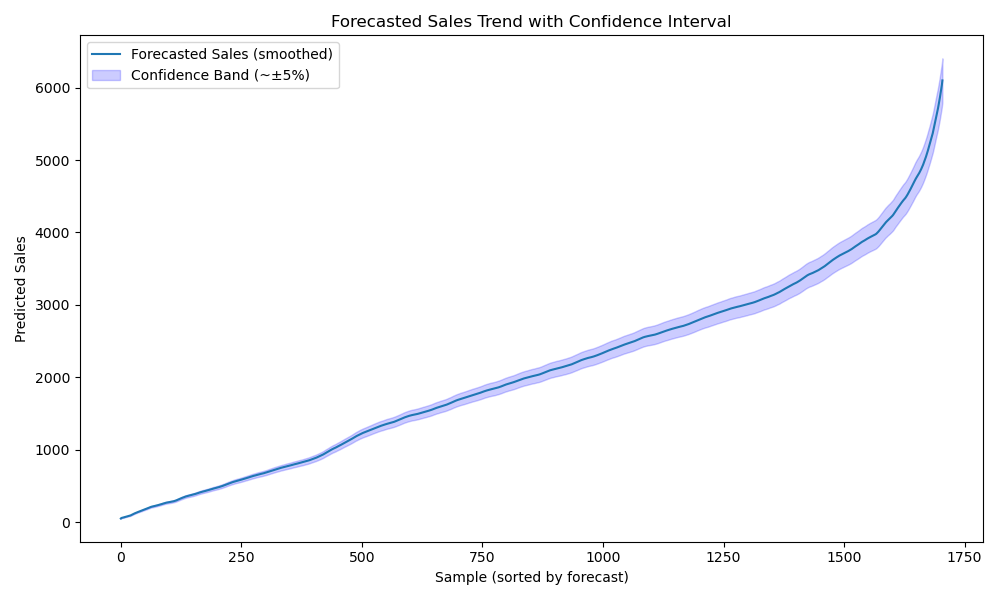 Forecasted Sales Trend with Confidence Interval
Forecasted Sales (smoothed)
Confidence Band (~±5%)
Predicted Sales
6000
5000
4000
3000
2000
1000
0
0 250 500 750 1000 1250 1500 1750
Sample (sorted by forecast)